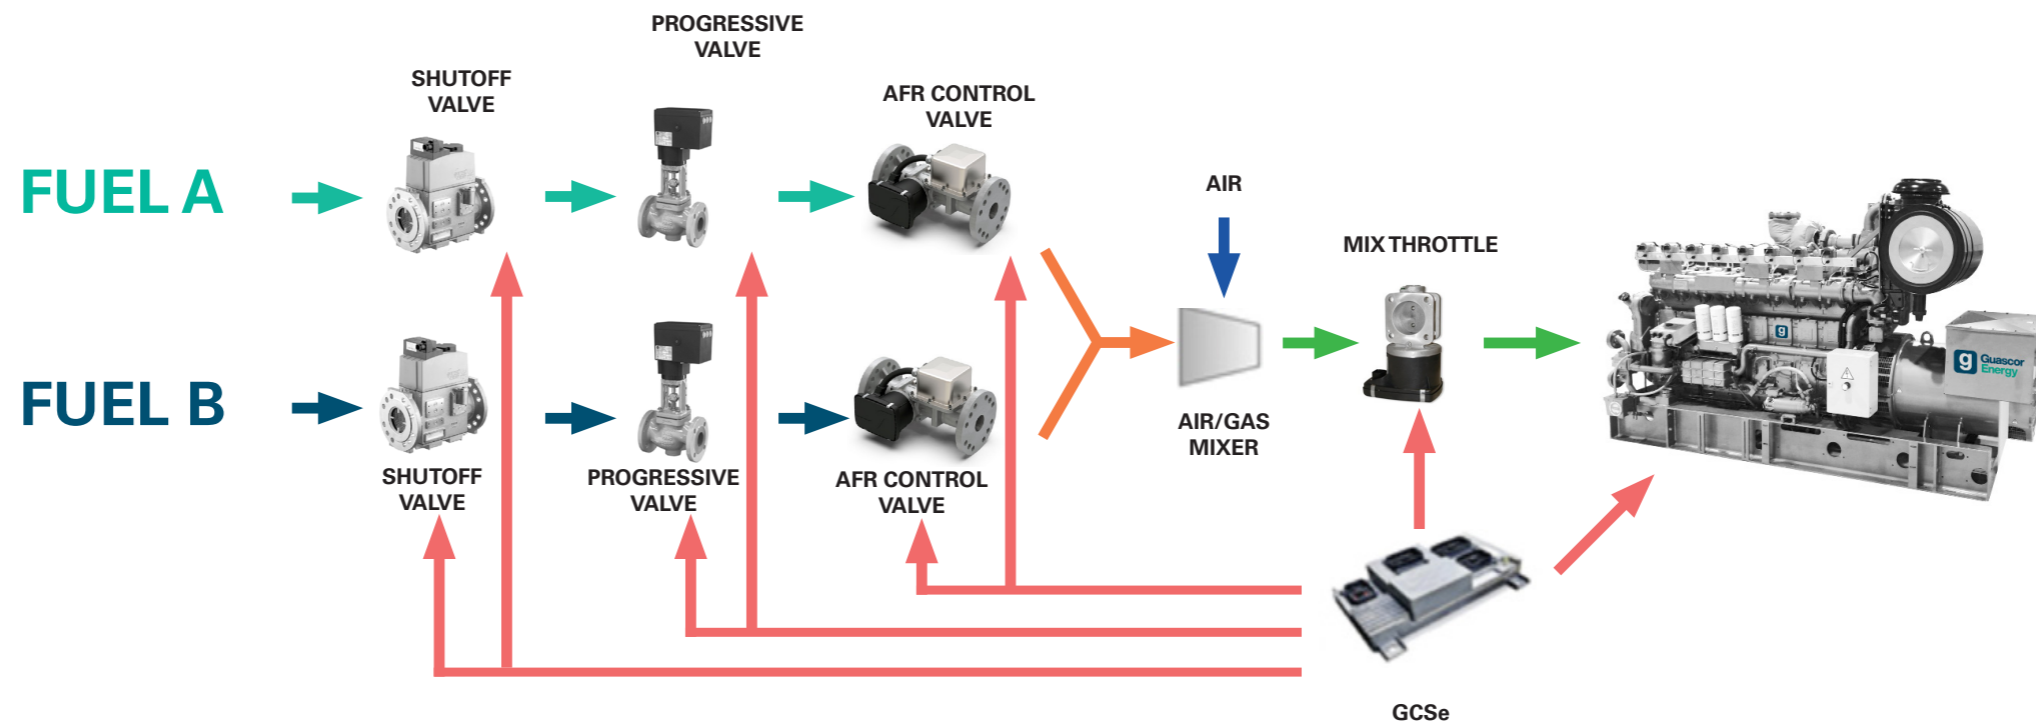 PROGRESSIVE
VALVE
SHUTOFF
VALVE
AFR CONTROL
VALVE
FUEL A
AIR
MIX THROTTLE
FUEL B
AIR/GAS
MIXER
SHUTOFF
VALVE
PROGRESSIVE
VALVE
AFR CONTROL
VALVE
g
g Guascor
Energy
GCSe